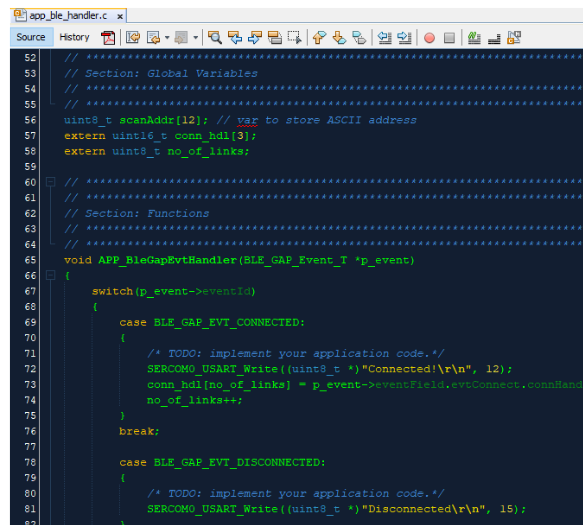 app_ble_handler.c x
Source History
52 // ******************************************************************
53 // Section: Global Variables
54 // ******************************************************************
55 // ******************************************************************
56 uint8_t scanAddr[12]; // var to store ASCII address
57 extern uint16_t conn_hdl[3];
58 extern uint8_t no_of_links;
59
60 // ******************************************************************
61 // ******************************************************************
62 // Section: Functions
63 // ******************************************************************
64 // ******************************************************************
65 void APP_BleGapEvtHandler(BLE_GAP_Event_T *p_event)
66 {
67 switch(p_event->eventId)
68 {
69 case BLE_GAP_EVT_CONNECTED:
70 {
71 /* TODO: implement your application code.*/
72 SERCOM0_USART_Write((uint8_t *)"Connected!\r\n", 12);
73 conn_hdl[no_of_links] = p_event->eventField.evtConnect.connHand
74 no_of_links++;
75 }
76 break;
77
78 case BLE_GAP_EVT_DISCONNECTED:
79 {
80 /* TODO: implement your application code.*/
81 SERCOM0_USART_Write((uint8_t *)"Disconnected\r\n", 15);
82 }